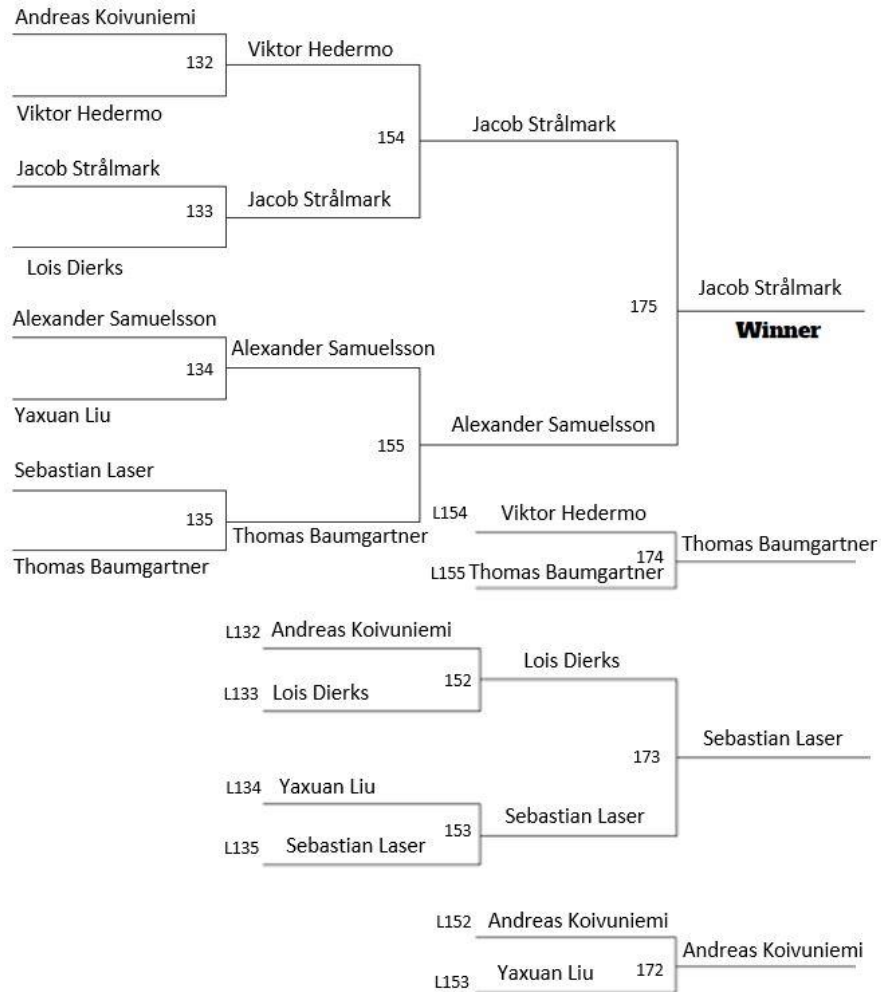 Andreas Koivuniemi
132
Viktor Hedermo
Viktor Hedermo
154
Jacob Strålmark
Jacob Strålmark
133
Jacob Strålmark
Lois Dierks
Jacob Strålmark
175
Winner
Alexander Samuelsson
134
Alexander Samuelsson
Yaxuan Liu
155
Alexander Samuelsson
Sebastian Laser
135
Thomas Baumgartner
Thomas Baumgartner
L154 Viktor Hedermo
174
Thomas Baumgartner
L155 Thomas Baumgartner
L132 Andreas Koivuniemi
152
Lois Dierks
L133 Lois Dierks
173
Sebastian Laser
L134 Yaxuan Liu
153
Sebastian Laser
L135 Sebastian Laser
L152 Andreas Koivuniemi
172
Andreas Koivuniemi
L153 Yaxuan Liu